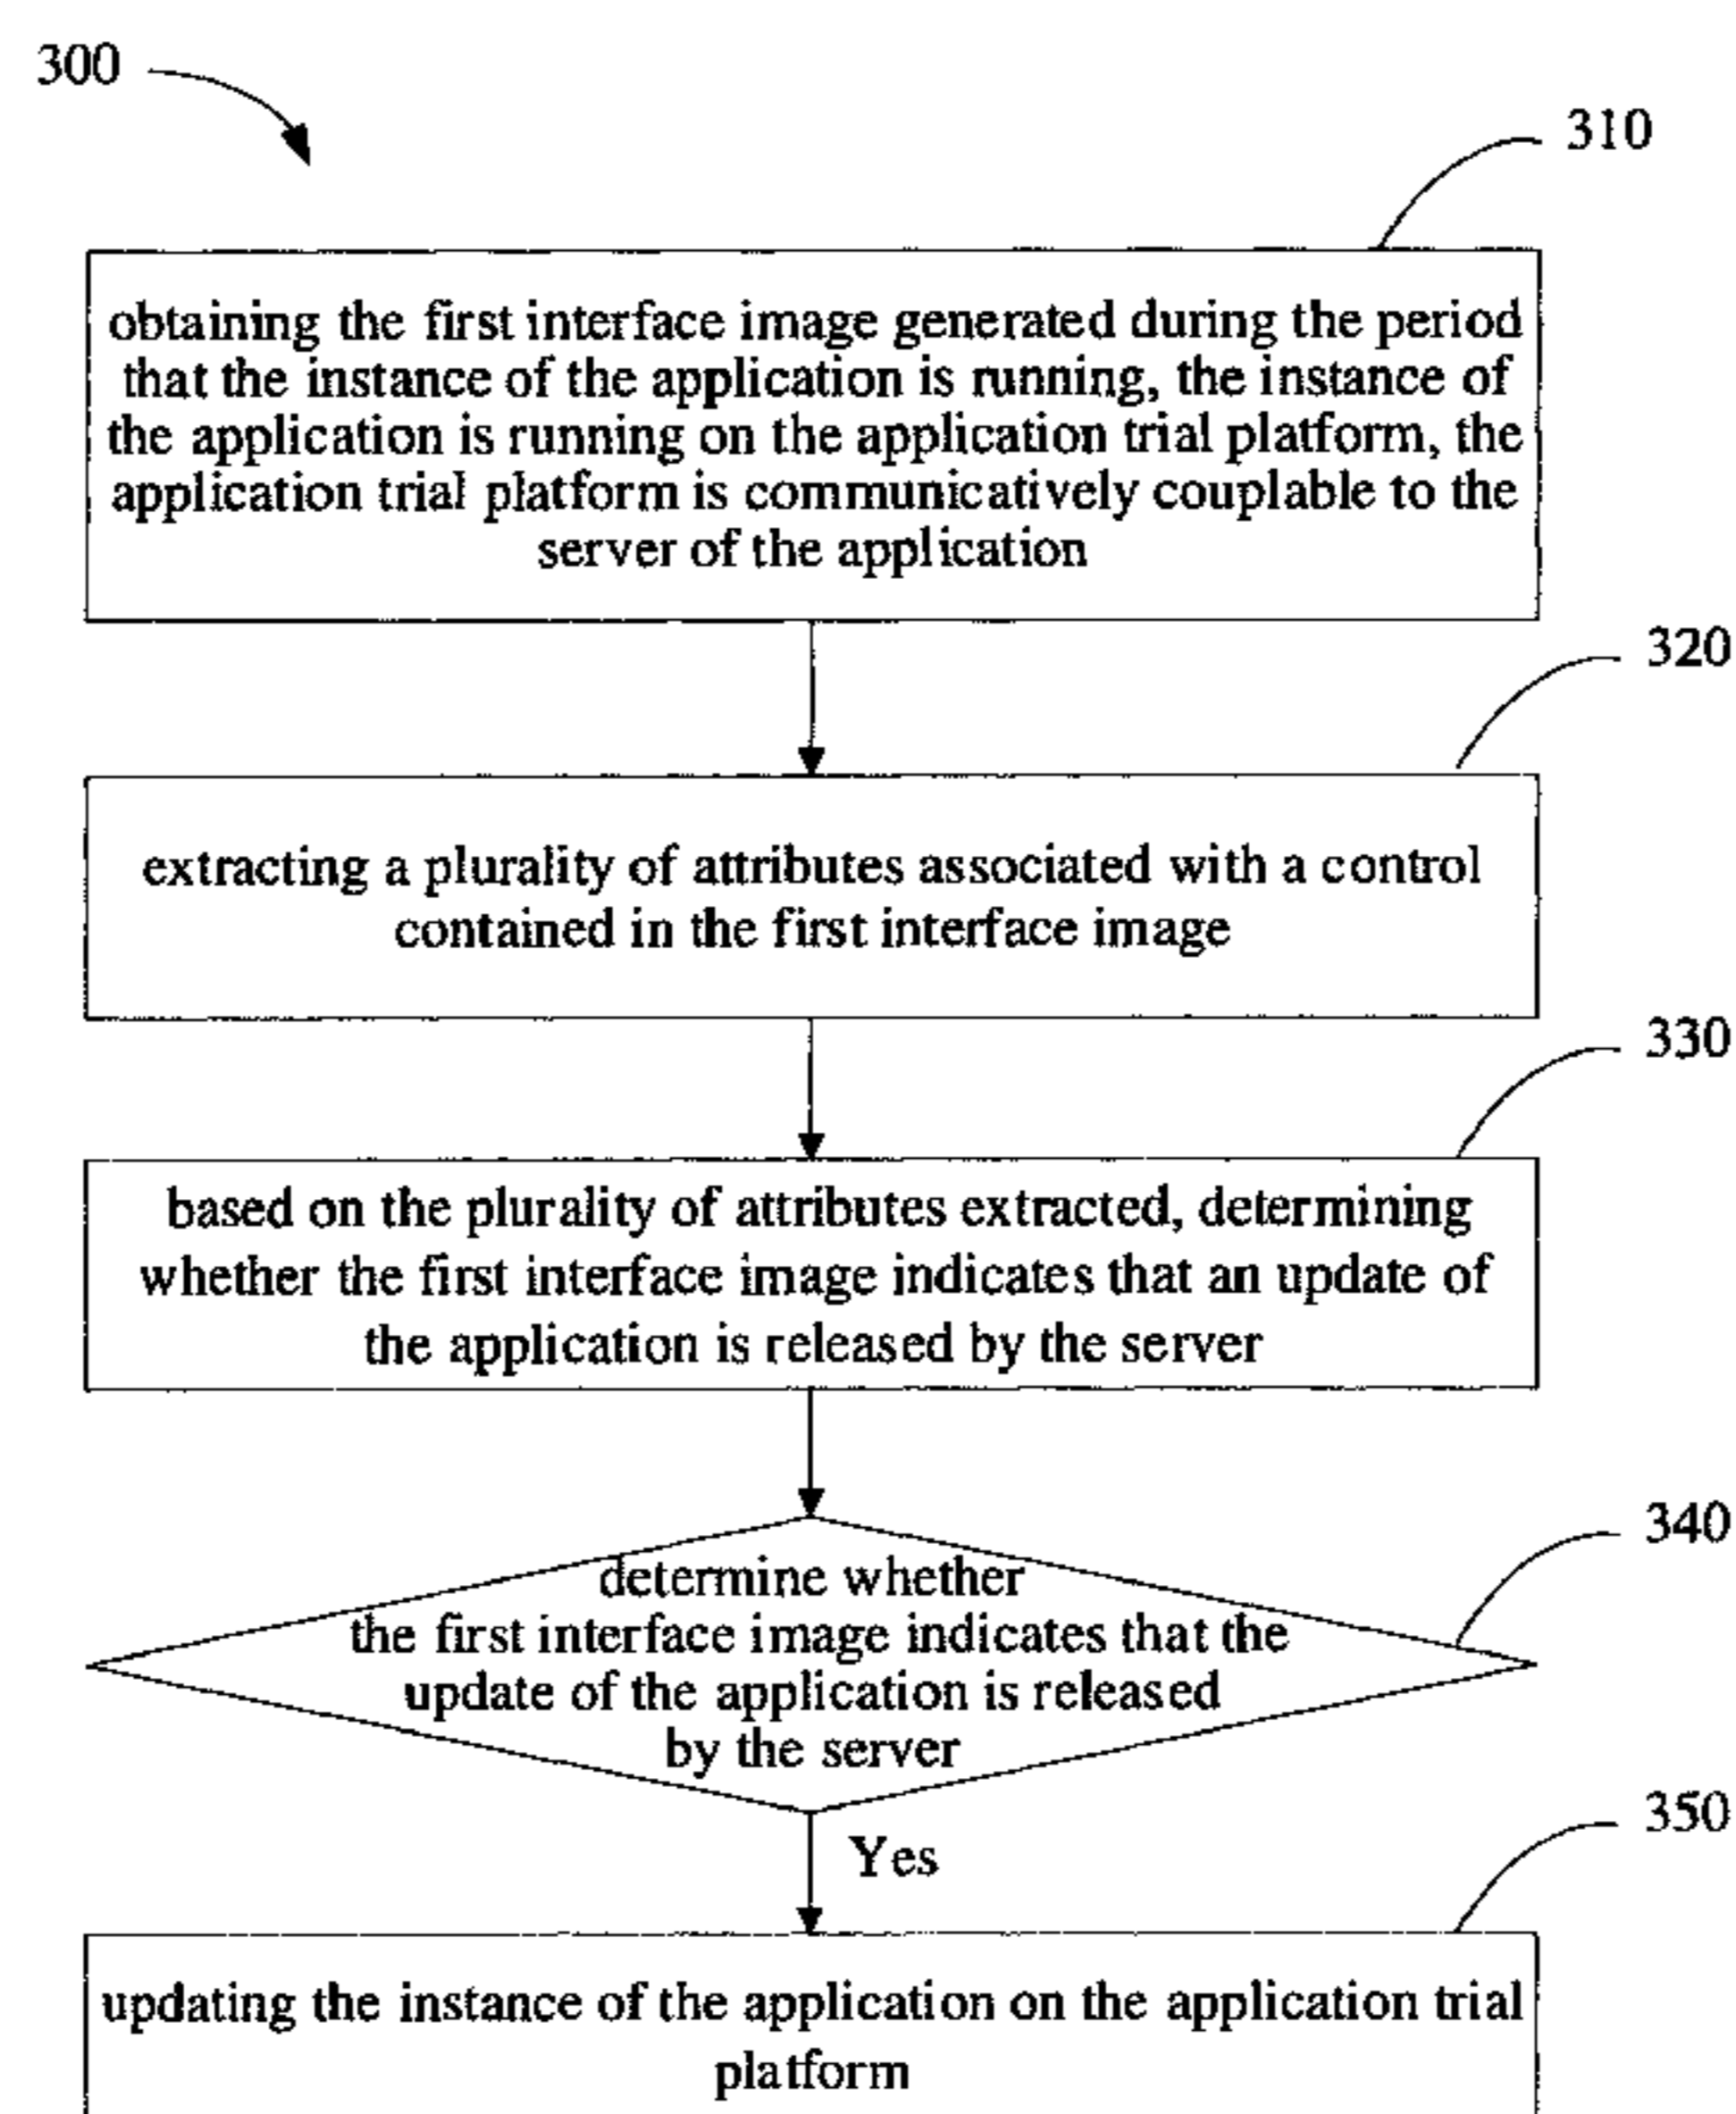 300
310
obtaining the first interface image generated during the period
that the instance of the application is running, the instance of
the application is running on the application trial platform, the
application trial platform is communicatively couplable to the
server of the application
320
extracting a plurality of attributes associated with a control
contained in the first interface image
330
based on the plurality of attributes extracted, determining
whether the first interface image indicates that an update of
the application is released by the server
340
determine whether
the first interface image indicates that the
update of the application is released
by the server
Yes
350
updating the instance of the application on the application trial
platform